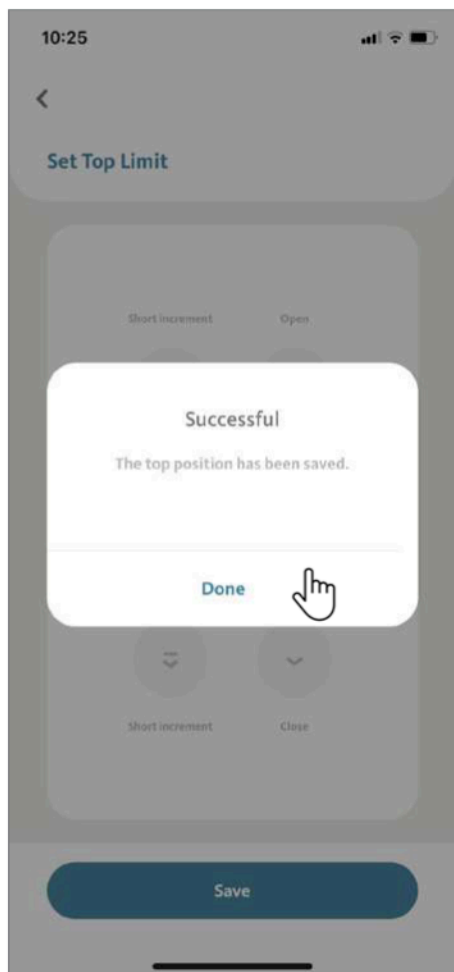 10:25
Set Top Limit
Short increment Open
Successful
The top position has been saved.
Done
Short increment Close
Save